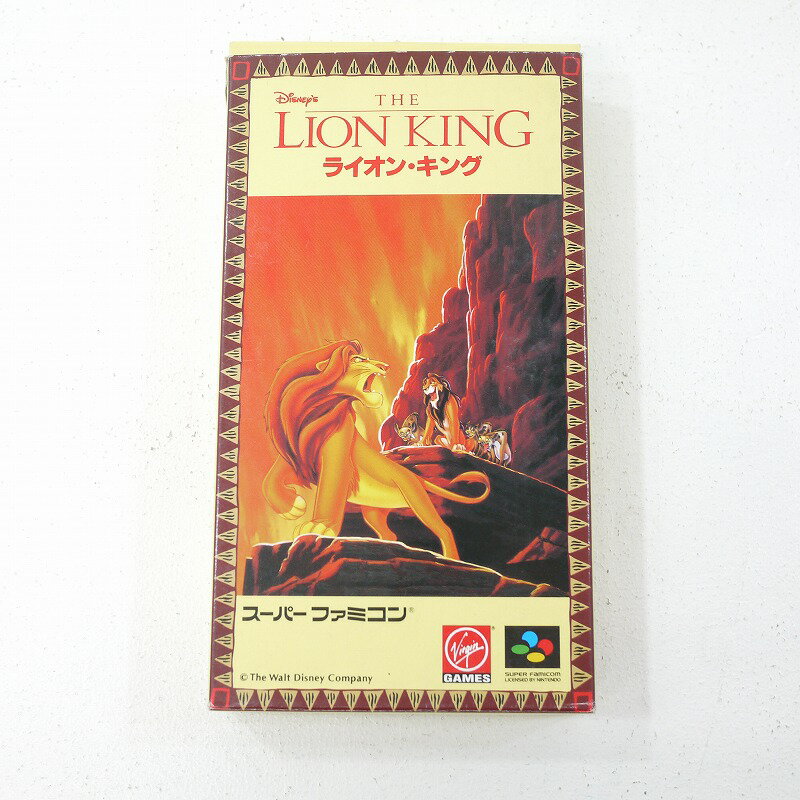 Disney's
THE
LION KING
ライオン・キング
スーパーファミコン®
Virgin®
GAMES
SUPER FAMICOM
LICENSED BY NINTENDO
© The Walt Disney Company